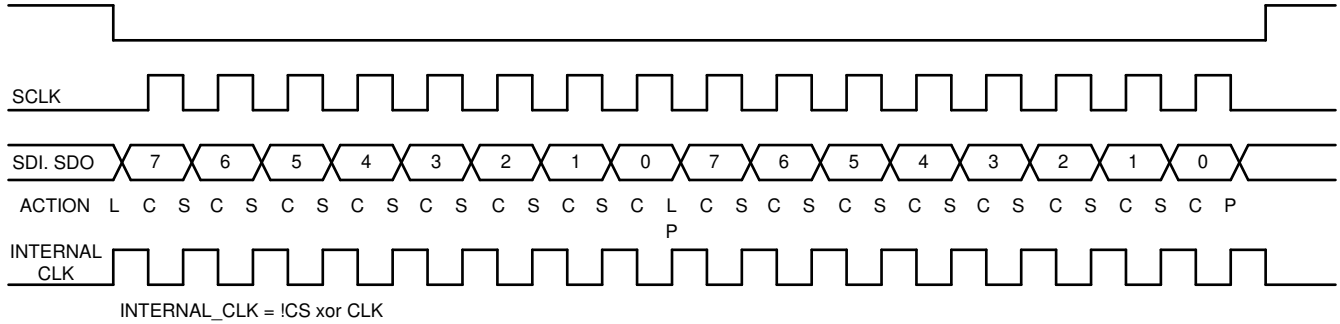 SCLK
SDI. SDO 7 6 5 4 3 2 1 0 7 6 5 4 3 2 1 0
ACTION L C S C S C S C S C S C S C S C L C S C S C S C S C S C S C S C P
P
INTERNAL
CLK
INTERNAL_CLK = !CS xor CLK